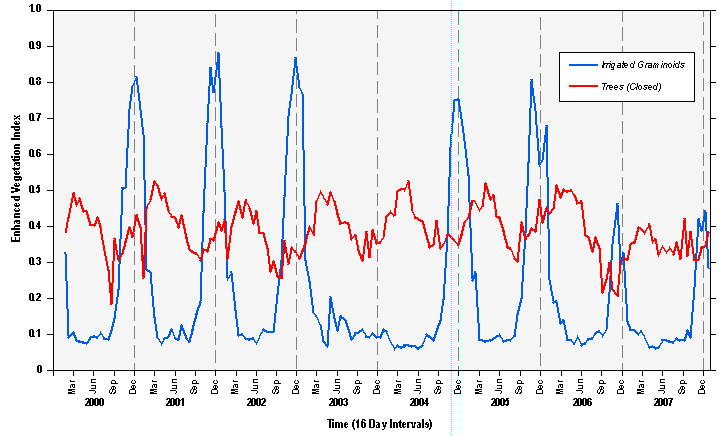 1.0
0.9
0.8
0.7
0.6
0.5
0.4
0.3
0.2
0.1
0
Enhanced Vegetation Index
Irrigated Graminoids
Trees (Closed)
Mar Jun Sep Dec Mar Jun Sep Dec Mar Jun Sep Dec Mar Jun Sep Dec Mar Jun Sep Dec Mar Jun Sep Dec Mar Jun Sep Dec Mar Jun Sep Dec
2000 2001 2002 2003 2004 2005 2006 2007
Time (16 Day Intervals)